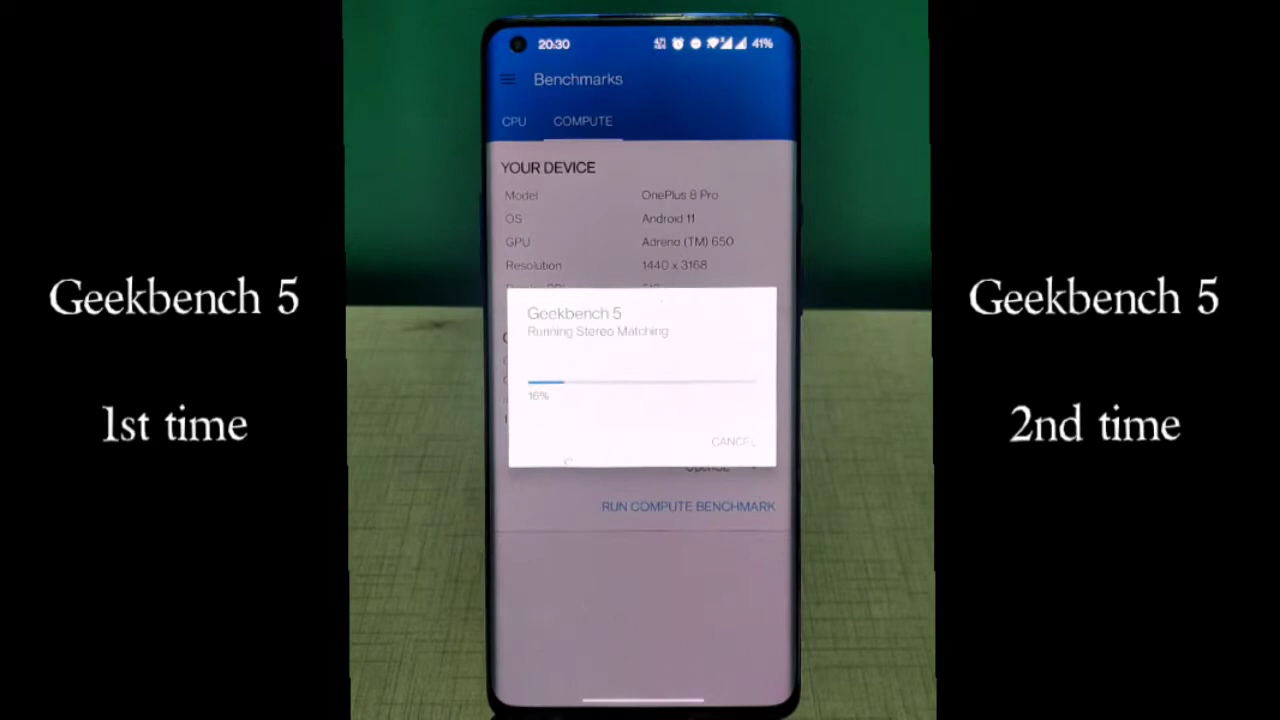 Geekbench 5
1st time
20:30
41%
Benchmarks
CPU COMPUTE
YOUR DEVICE
Model OnePlus 8 Pro
OS Android 11
GPU Adreno (TM) 650
Resolution 1440 x 3168
Geekbench 5
Running Stereo Matching
16%
CANCEL
RUN COMPUTE BENCHMARK
Geekbench 5
2nd time